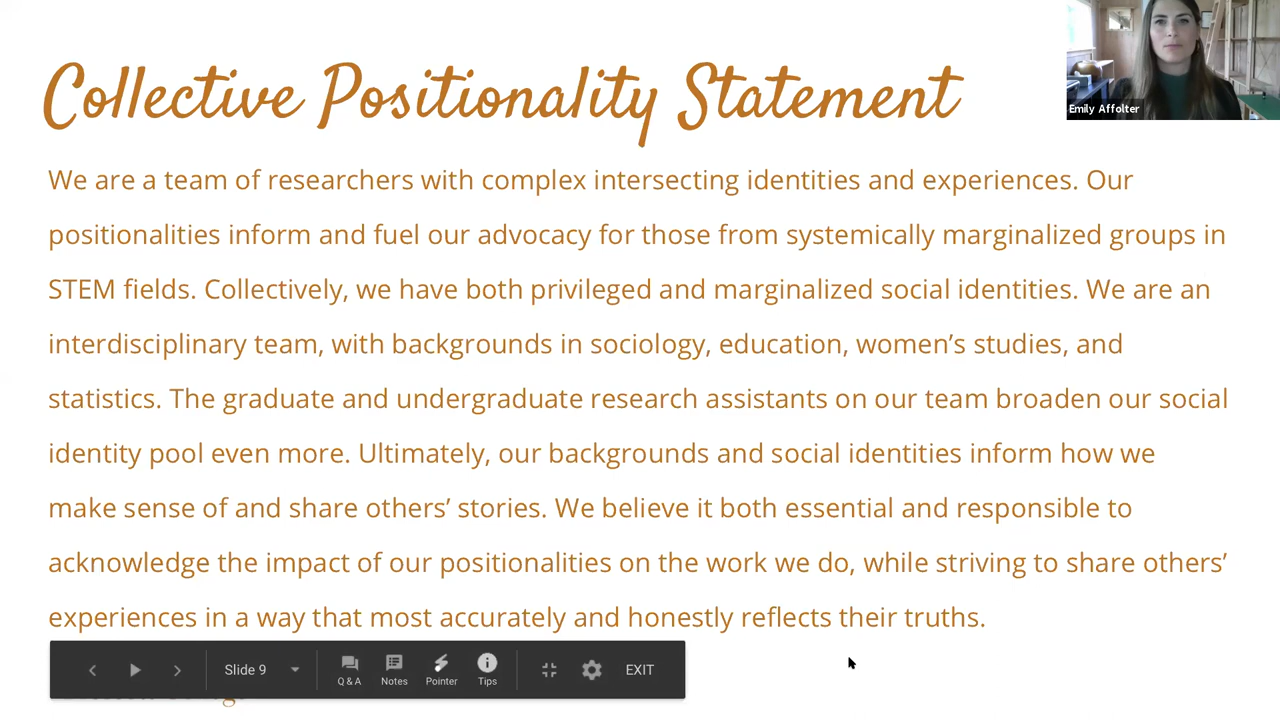 Collective Positionality Statement
Emily Affolter
We are a team of researchers with complex intersecting identities and experiences. Our
positionalities inform and fuel our advocacy for those from systemically marginalized groups in
STEM fields. Collectively, we have both privileged and marginalized social identities. We are an
interdisciplinary team, with backgrounds in sociology, education, women’s studies, and
statistics. The graduate and undergraduate research assistants on our team broaden our social
identity pool even more. Ultimately, our backgrounds and social identities inform how we
make sense of and share others’ stories. We believe it both essential and responsible to
acknowledge the impact of our positionalities on the work we do, while striving to share others’
experiences in a way that most accurately and honestly reflects their truths.
Slide 9
Q & A
Notes
Pointer
Tips
EXIT